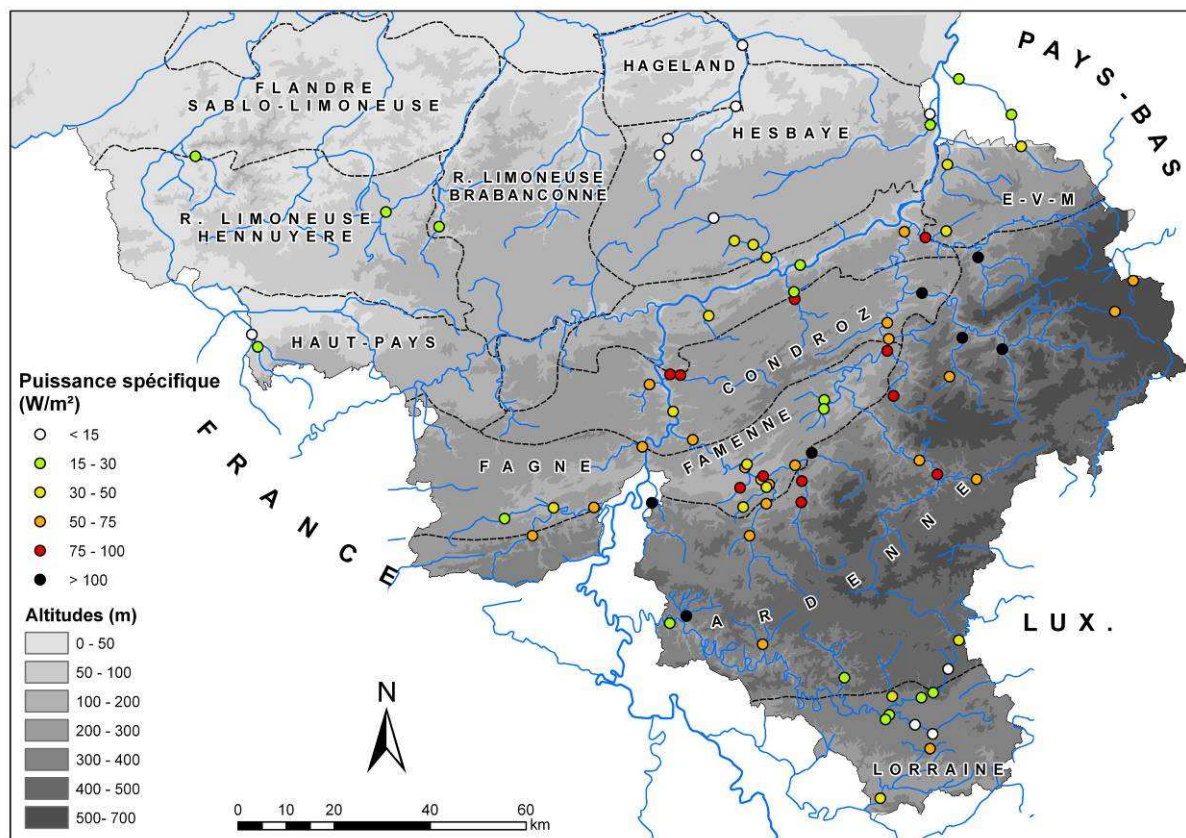 PAYS-BAS
HAGELAND
FLANDRE
SABLO-LIMONEUSE
HESBAYE
R. LIMONEUSE
BRABANCONNE
E-V-M
R. LIMONEUSE
HENNUYERE
HAUT-PAYS
CONDROZ
FAMENNE
FAGNE
FRANCE
ARDENNE
LUX.
LORRAINE
Puissance spécifique
(W/m²)
< 15
15 - 30
30 - 50
50 - 75
75 - 100
> 100
Altitudes (m)
0 - 50
50 - 100
100 - 200
200 - 300
300 - 400
400 - 500
500- 700
N
0 10 20 40 60
km